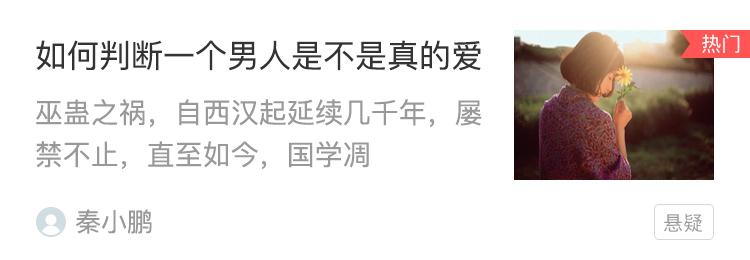 如何判断一个男人是不是真的爱
热门
巫蛊之祸，自西汉起延续几千年，屡
禁不止，直至如今，国学凋
秦小鹏
悬疑